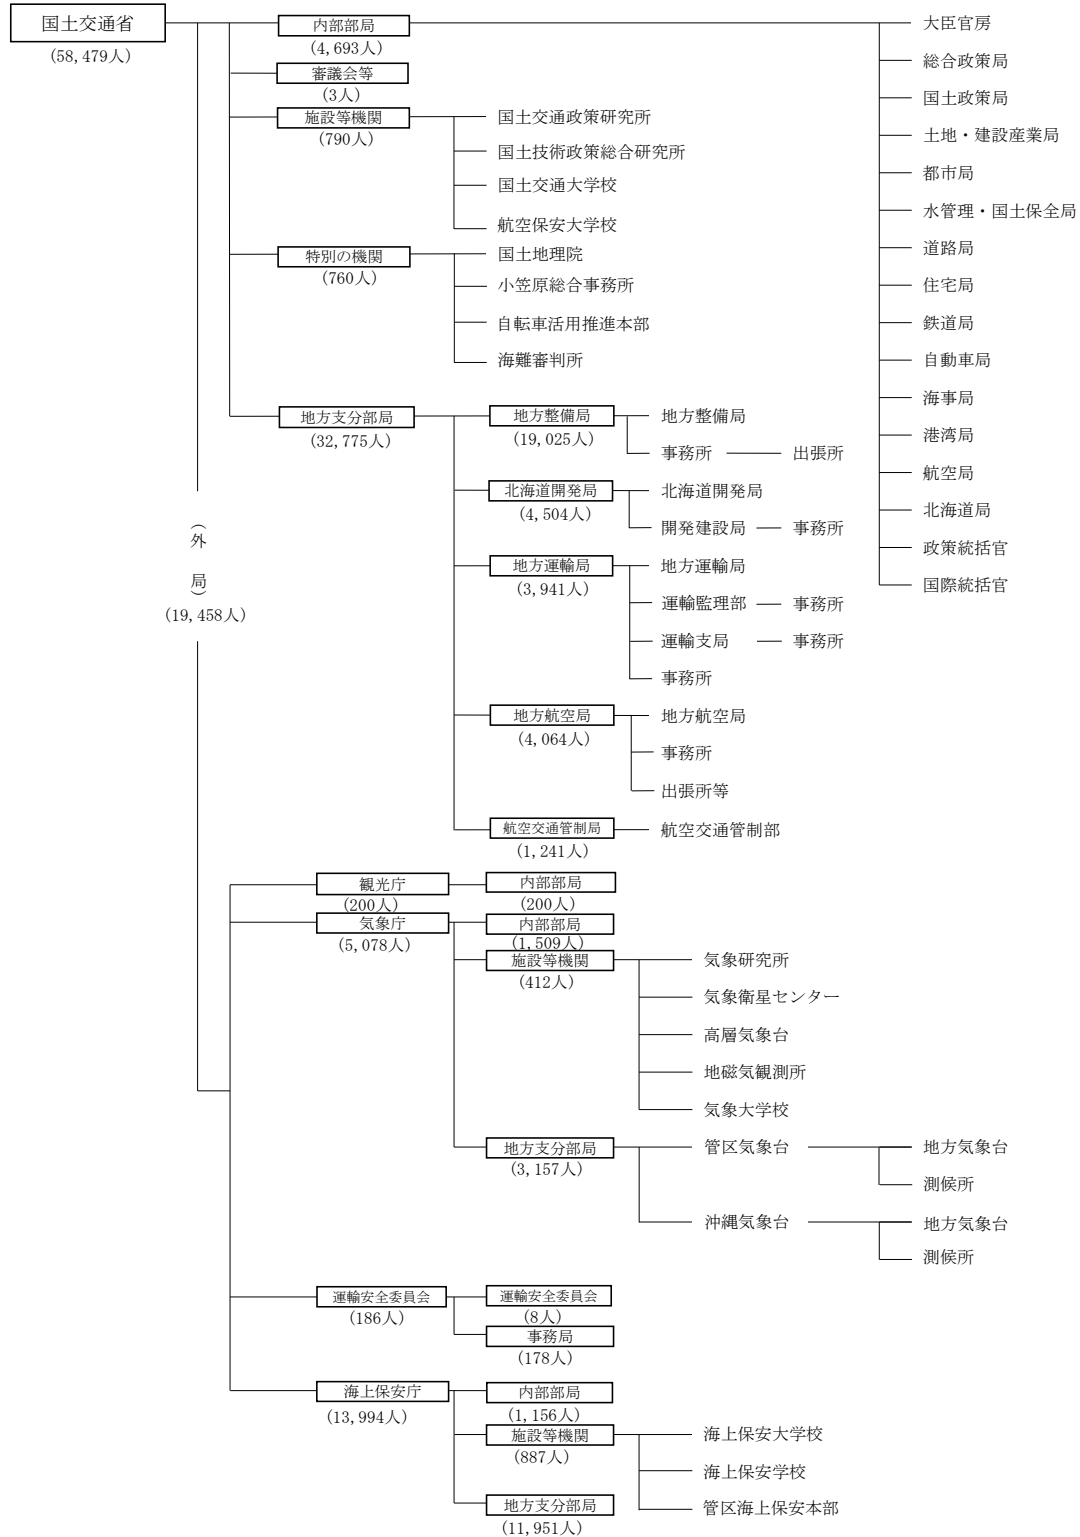 国土交通省
(58,479人)
内部部局
(4,693人)
大臣官房
総合政策局
国土政策局
土地・建設産業局
都市局
水管理・国土保全局
道路局
住宅局
鉄道局
自動車局
海事局
港湾局
航空局
北海道局
政策統括官
国際統括官
審議会等
(3人)
施設等機関
(790人)
国土交通政策研究所
国土技術政策総合研究所
国土交通大学校
航空保安大学校
特別の機関
(760人)
国土地理院
小笠原総合事務所
自転車活用推進本部
海難審判所
地方支分部局
(32,775人)
地方整備局
(19,025人)
地方整備局
事務所 出張所
北海道開発局
(4,504人)
北海道開発局
開発建設局 事務所
地方運輸局
(3,941人)
地方運輸局
運輸監理部 事務所
運輸支局 事務所
事務所
地方航空局
(4,064人)
地方航空局
事務所
出張所等
航空交通管制局
(1,241人)
航空交通管制部
(外局)
(19,458人)
観光庁
(200人)
内部部局
(200人)
気象庁
(5,078人)
内部部局
(1,509人)
施設等機関
(412人)
気象研究所
気象衛星センター
高層気象台
地磁気観測所
気象大学校
地方支分部局
(3,157人)
管区気象台
地方気象台
測候所
沖縄気象台
地方気象台
測候所
運輸安全委員会
(186人)
運輸安全委員会
(8人)
事務局
(178人)
海上保安庁
(13,994人)
内部部局
(1,156人)
施設等機関
(887人)
海上保安大学校
海上保安学校
管区海上保安本部
地方支分部局
(11,951人)